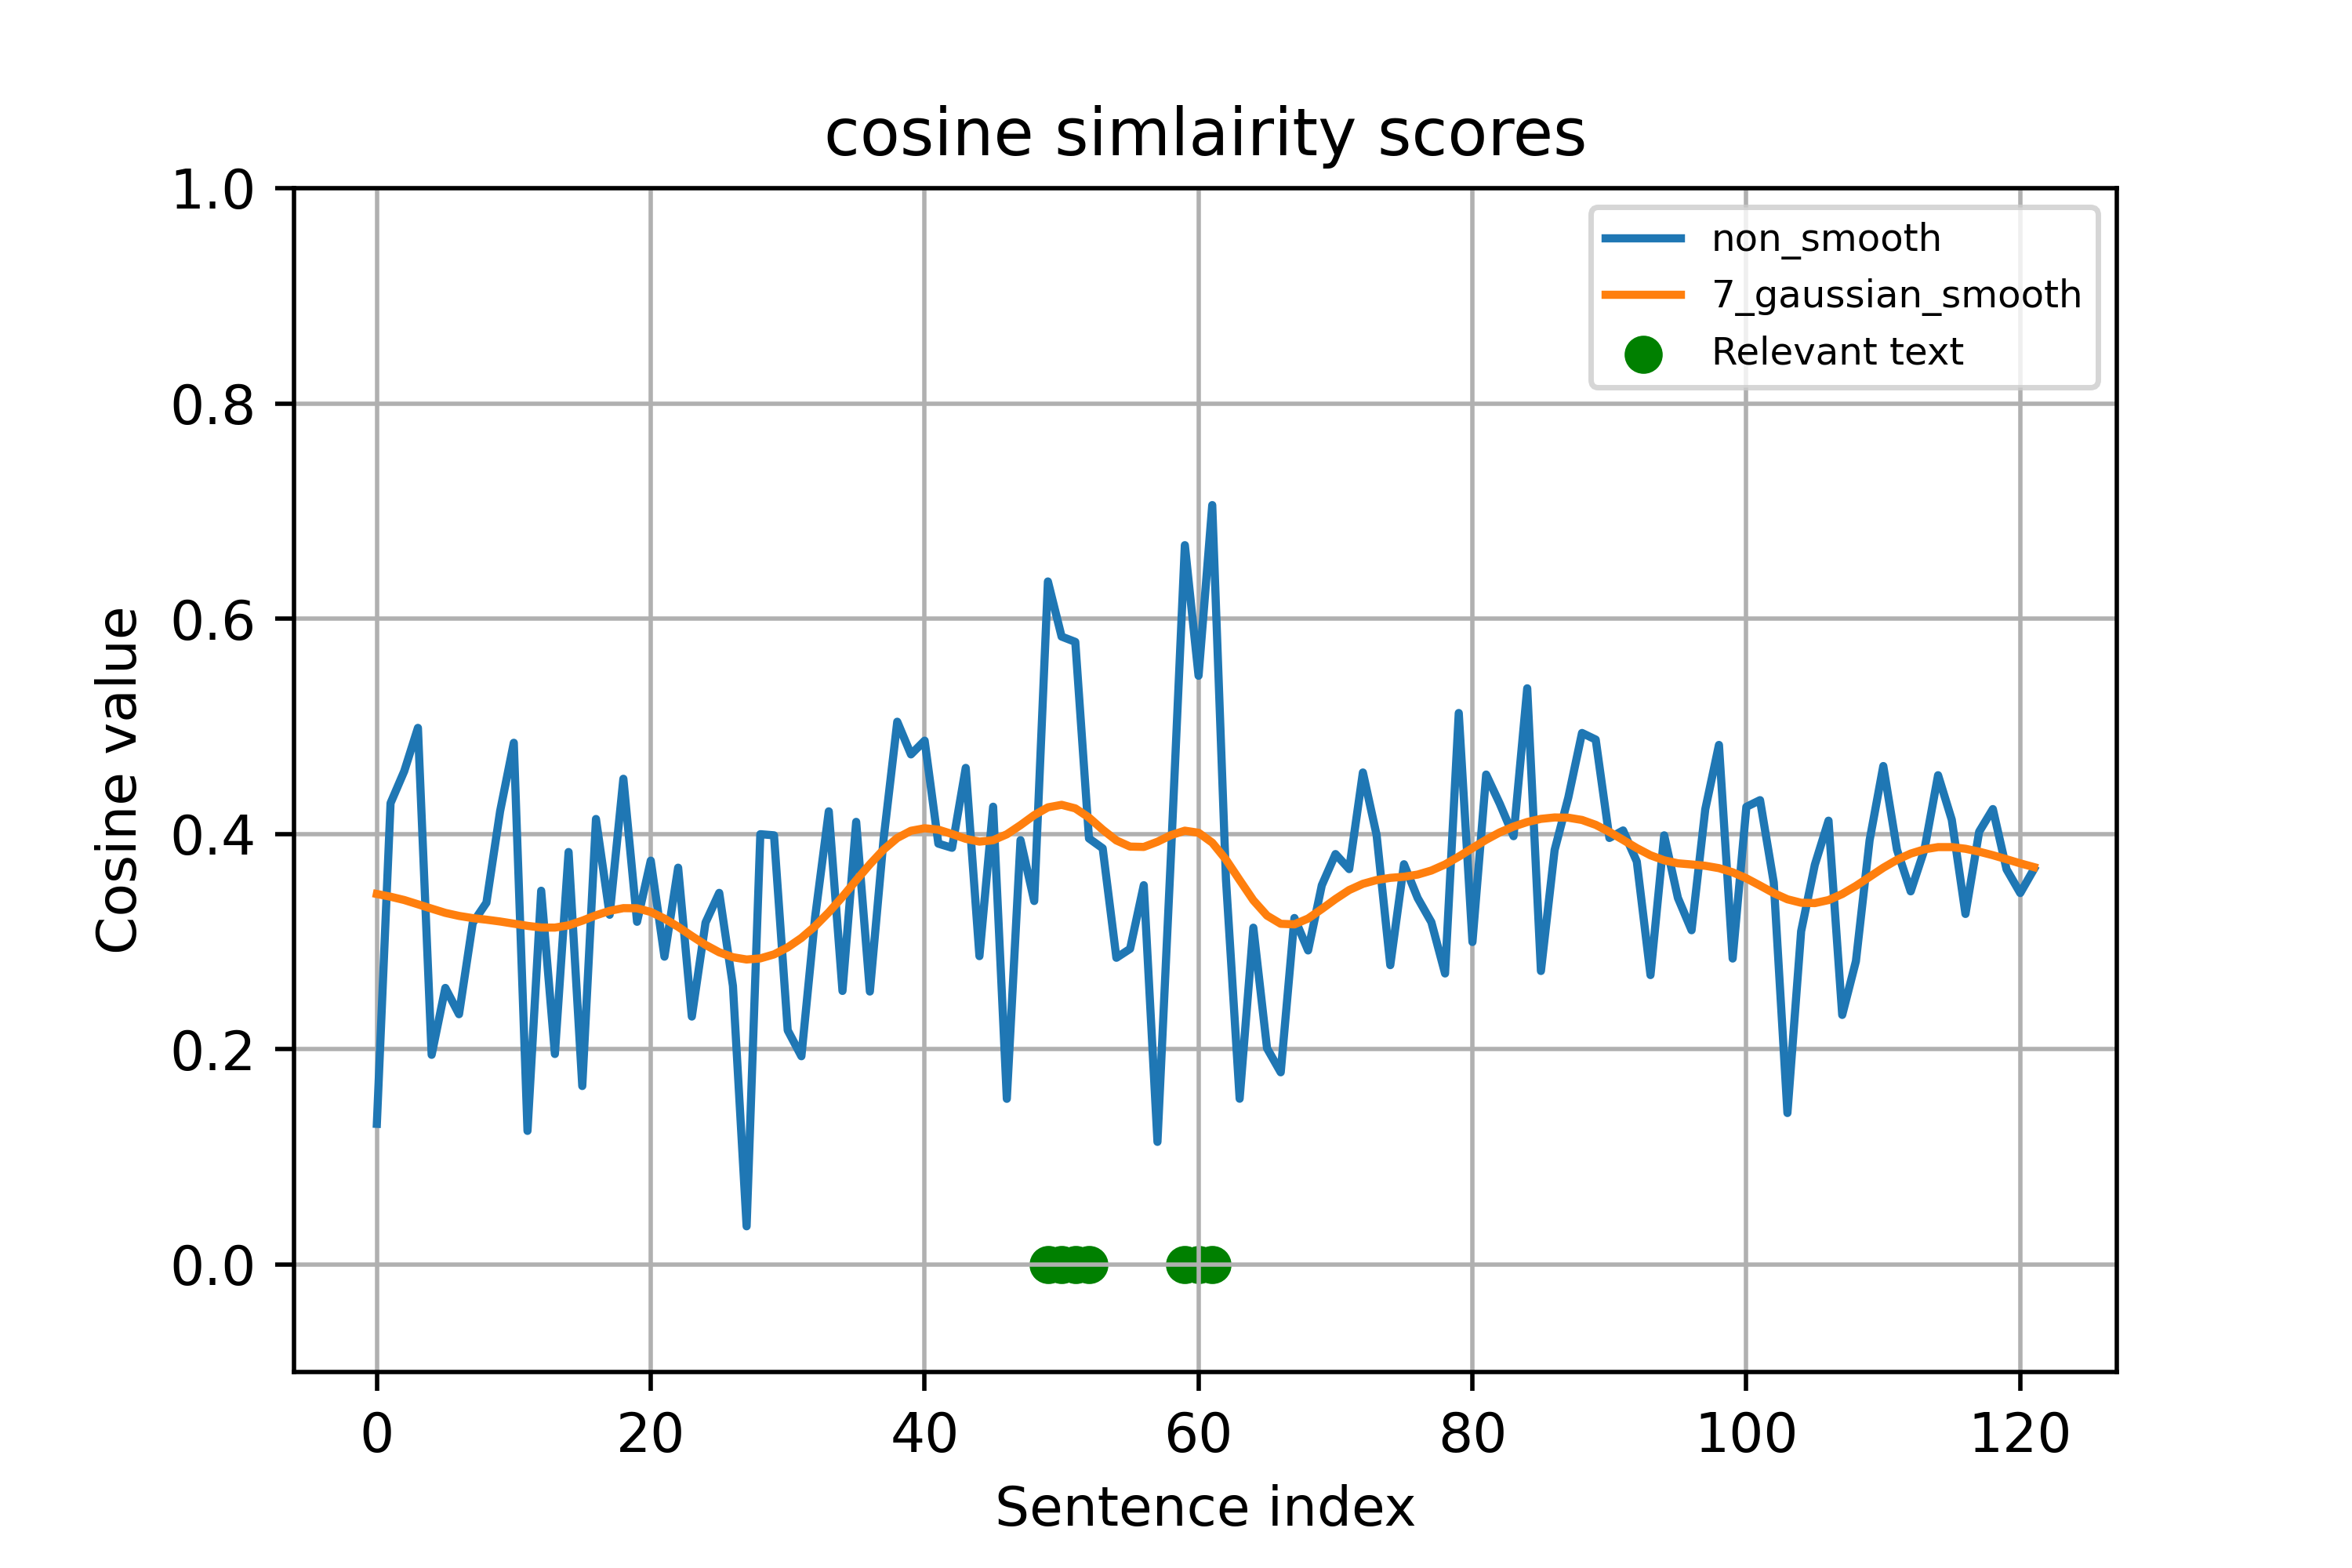 cosine simlairity scores
1.0
0.8
0.6
0.4
0.2
0.0
Cosine value
non_smooth
7_gaussian_smooth
Relevant text
0 20 40 60 80 100 120
Sentence index